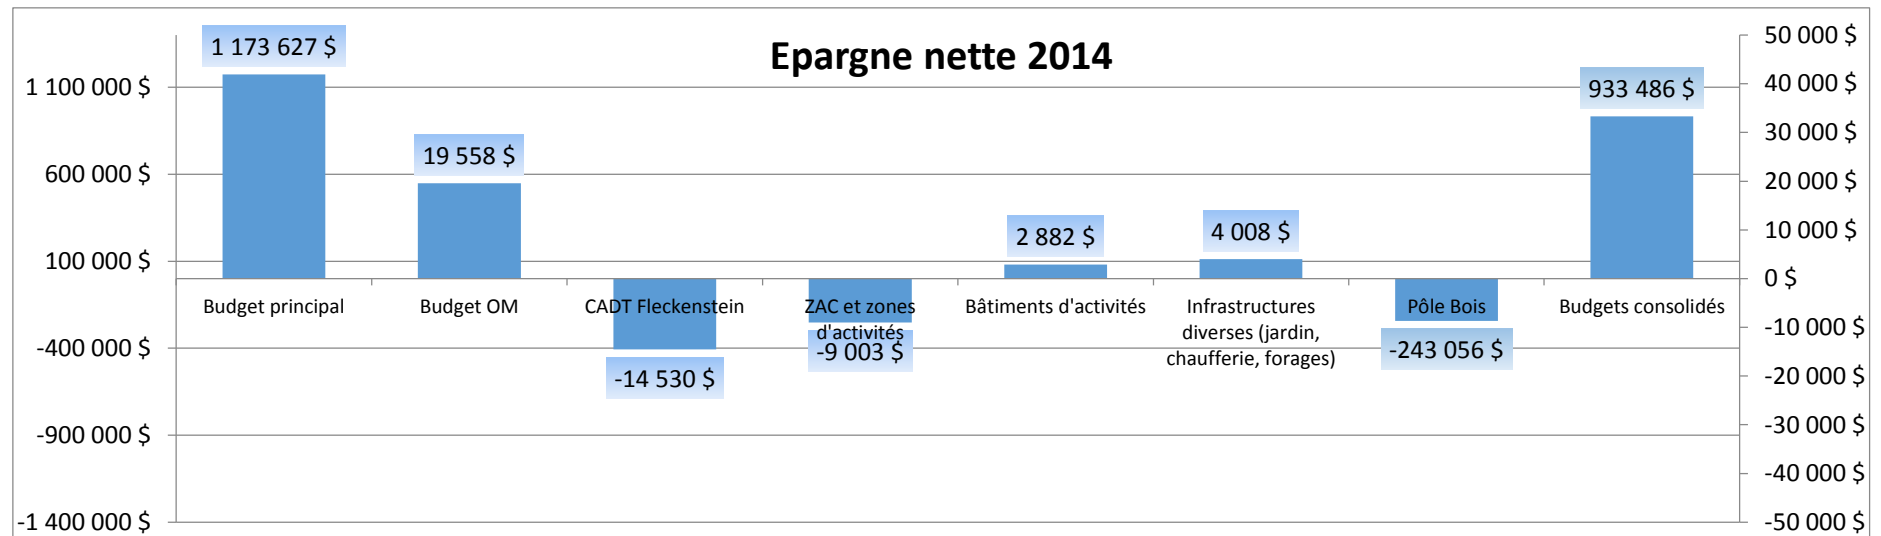 Epargne nette 2014
1 173 627 $
19 558 $
-14 530 $
-9 003 $
2 882 $
4 008 $
-243 056 $
933 486 $
1 100 000 $
600 000 $
100 000 $
-400 000 $
-900 000 $
-1 400 000 $
50 000 $
40 000 $
30 000 $
20 000 $
10 000 $
0 $
-10 000 $
-20 000 $
-30 000 $
-40 000 $
-50 000 $
Budget principal
Budget OM
CADT Fleckenstein
ZAC et zones
d'activités
Bâtiments d'activités
Infrastructures
diverses (jardin,
chaufferie, forages)
Pôle Bois
Budgets consolidés